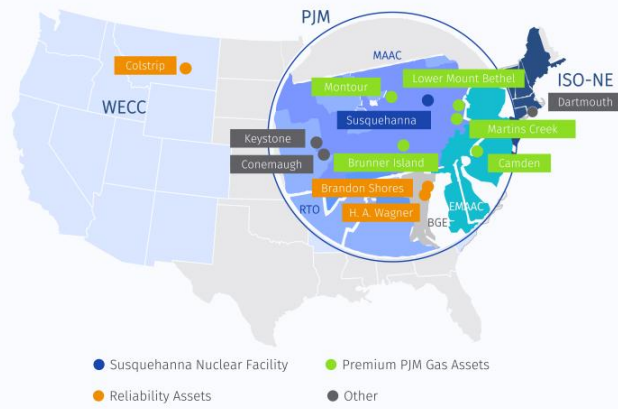 PJM
MAAC
Lower Mount Bethel
Colstrip
Montour
ISO-NE
WECC
Dartmouth
Susquehanna
Martins Creek
Keystone
Conemaugh
Brunner Island
Camden
Brandon Shores
RTO
H. A. Wagner
EMAAC
BGE
Susquehanna Nuclear Facility
Premium PJM Gas Assets
Reliability Assets
Other